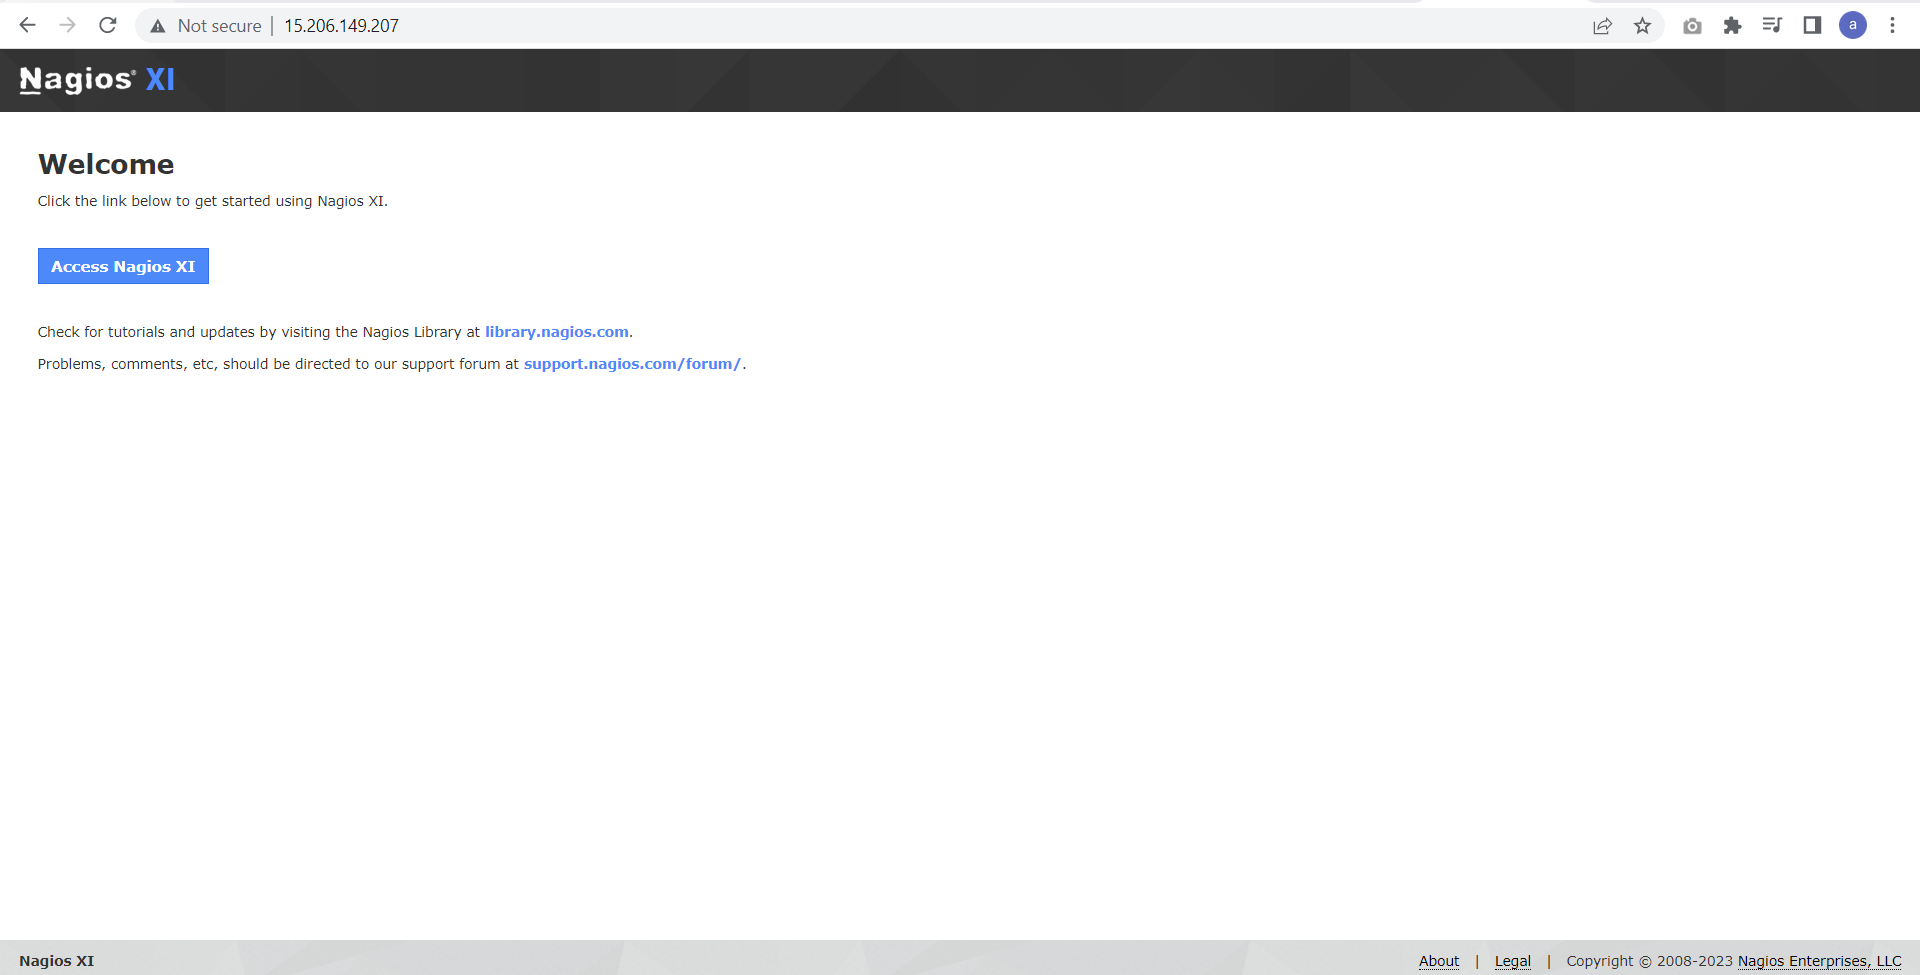 Not secure | 15.206.149.207
a
Nagios® XI
Welcome
Click the link below to get started using Nagios XI.
Access Nagios XI
Check for tutorials and updates by visiting the Nagios Library at library.nagios.com.
Problems, comments, etc, should be directed to our support forum at support.nagios.com/forum/.
Nagios XI
About | Legal | Copyright © 2008-2023 Nagios Enterprises, LLC